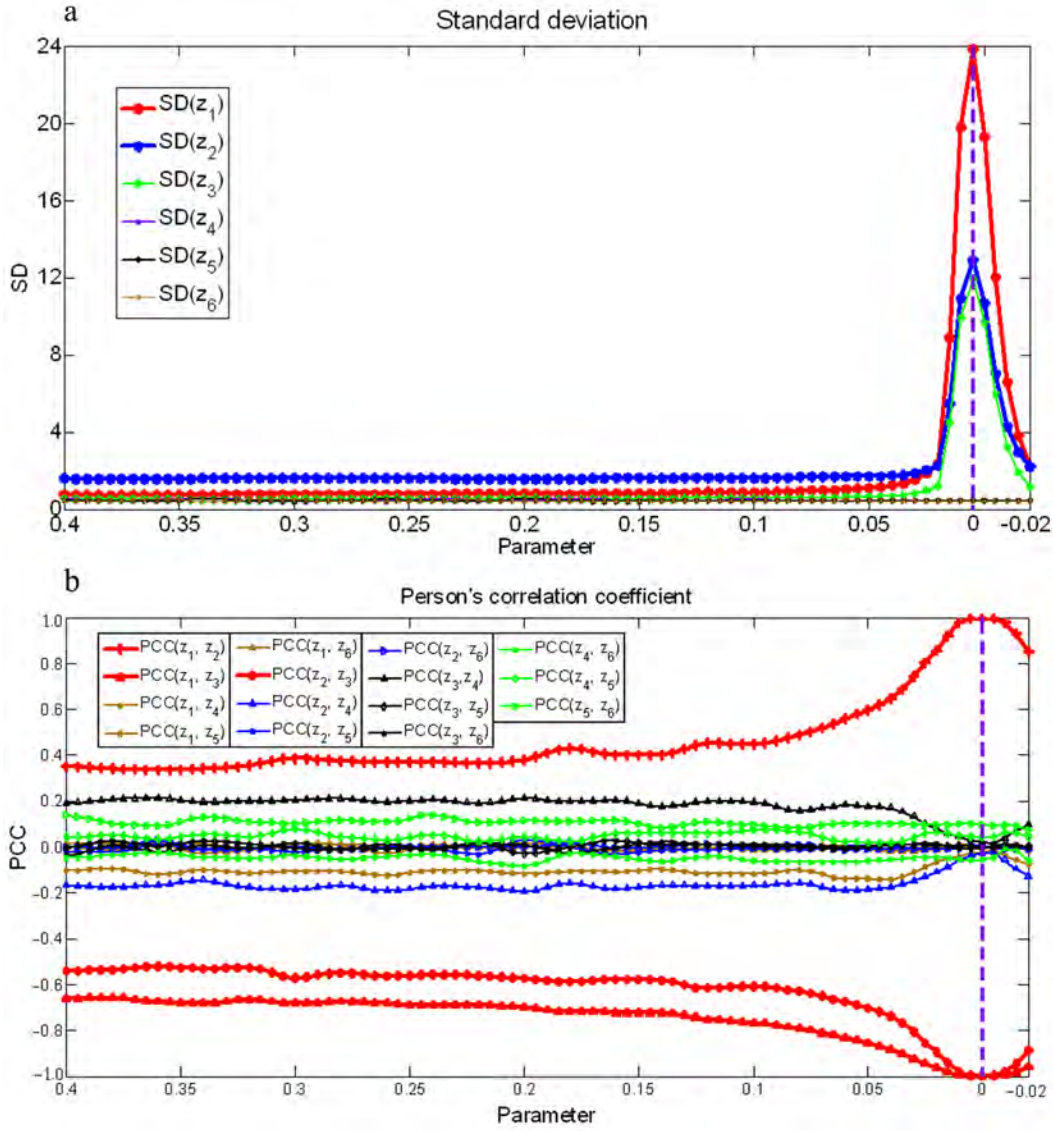 a
Standard deviation
24
20
16
12
8
4
0
SD
SD(z1)
SD(z2)
SD(z3)
SD(z4)
SD(z5)
SD(z6)
0.4 0.35 0.3 0.25 0.2 0.15 0.1 0.05 0 -0.02
Parameter
b
Person's correlation coefficient
1.0
0.8
0.6
0.4
0.2
0.0
-0.2
-0.4
-0.6
-0.8
-1.0
PCC
PCC(z1, z2) PCC(z1, z6) PCC(z2, z6) PCC(z4, z6)
PCC(z1, z3) PCC(z2, z3) PCC(z3,z4) PCC(z4, z5)
PCC(z1, z4) PCC(z2, z4) PCC(z3, z5) PCC(z5, z6)
PCC(z1, z5) PCC(z2, z5) PCC(z3, z6)
0.4 0.35 0.3 0.25 0.2 0.15 0.1 0.05 0 -0.02
Parameter